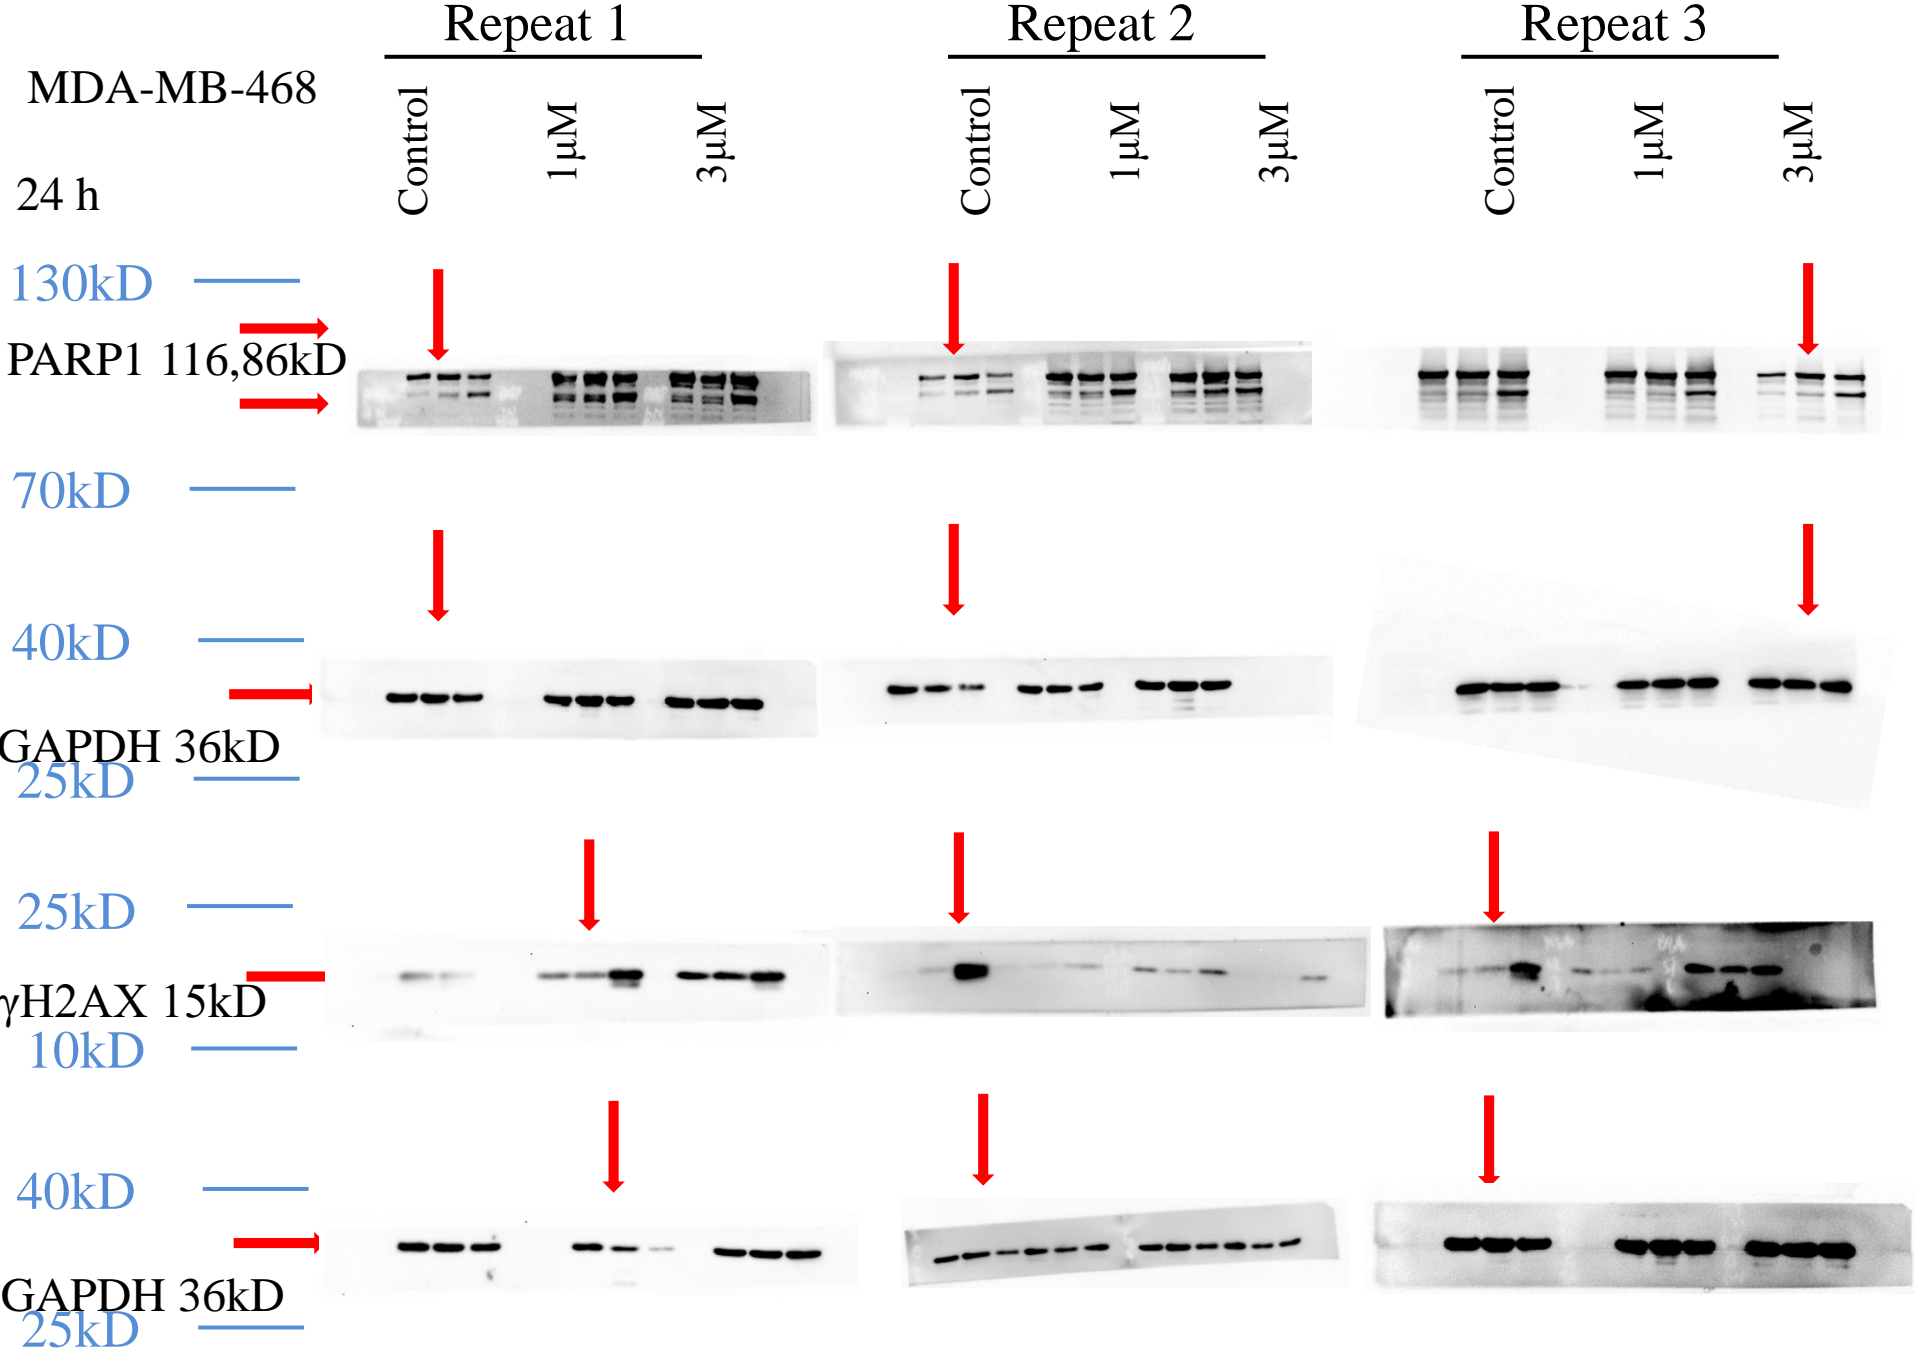 Repeat 1
Repeat 2
Repeat 3
MDA-MB-468
Control
1µM
3µM
Control
1µM
3µM
Control
1µM
3µM
24 h
130kD
PARP1 116,86kD
70kD
40kD
GAPDH 36kD
25kD
25kD
γH2AX 15kD
10kD
40kD
GAPDH 36kD
25kD